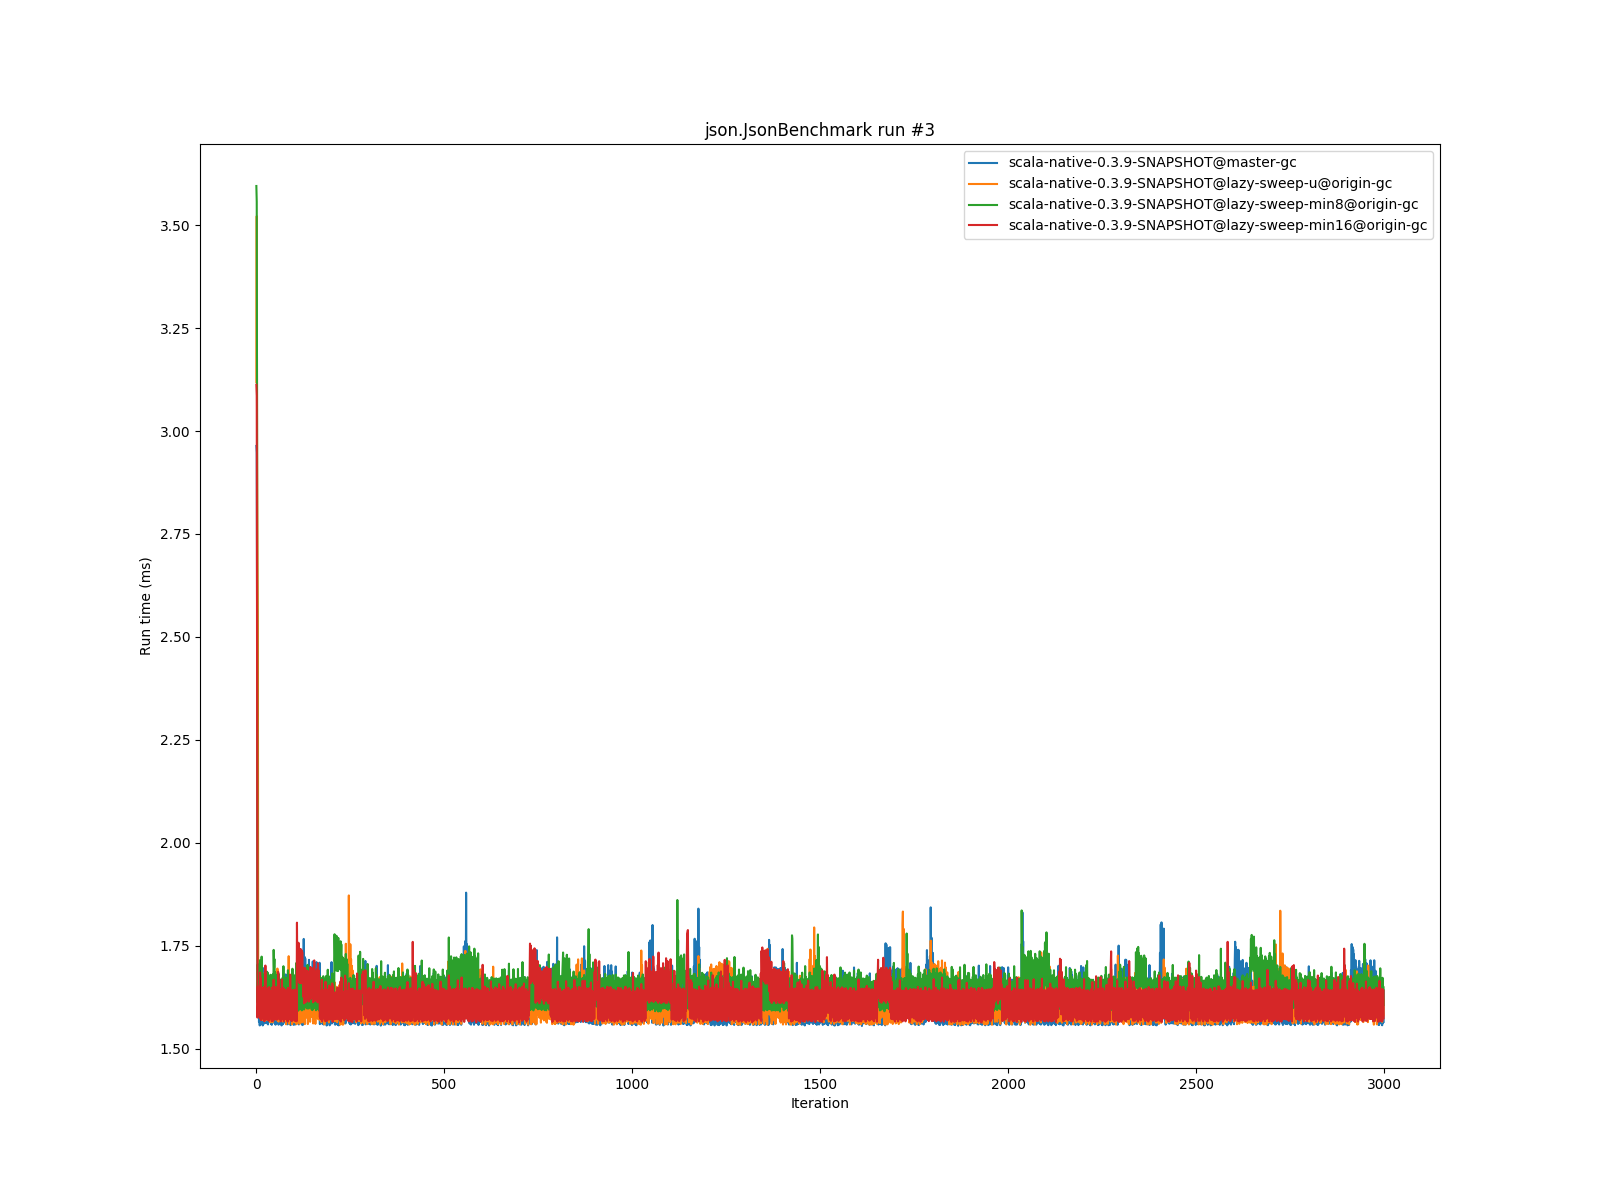 json.JsonBenchmark run #3
scala-native-0.3.9-SNAPSHOT@master-gc
scala-native-0.3.9-SNAPSHOT@lazy-sweep-u@origin-gc
scala-native-0.3.9-SNAPSHOT@lazy-sweep-min8@origin-gc
scala-native-0.3.9-SNAPSHOT@lazy-sweep-min16@origin-gc
3.50
3.25
3.00
2.75
2.50
2.25
2.00
1.75
1.50
Run time (ms)
0 500 1000 1500 2000 2500 3000
Iteration